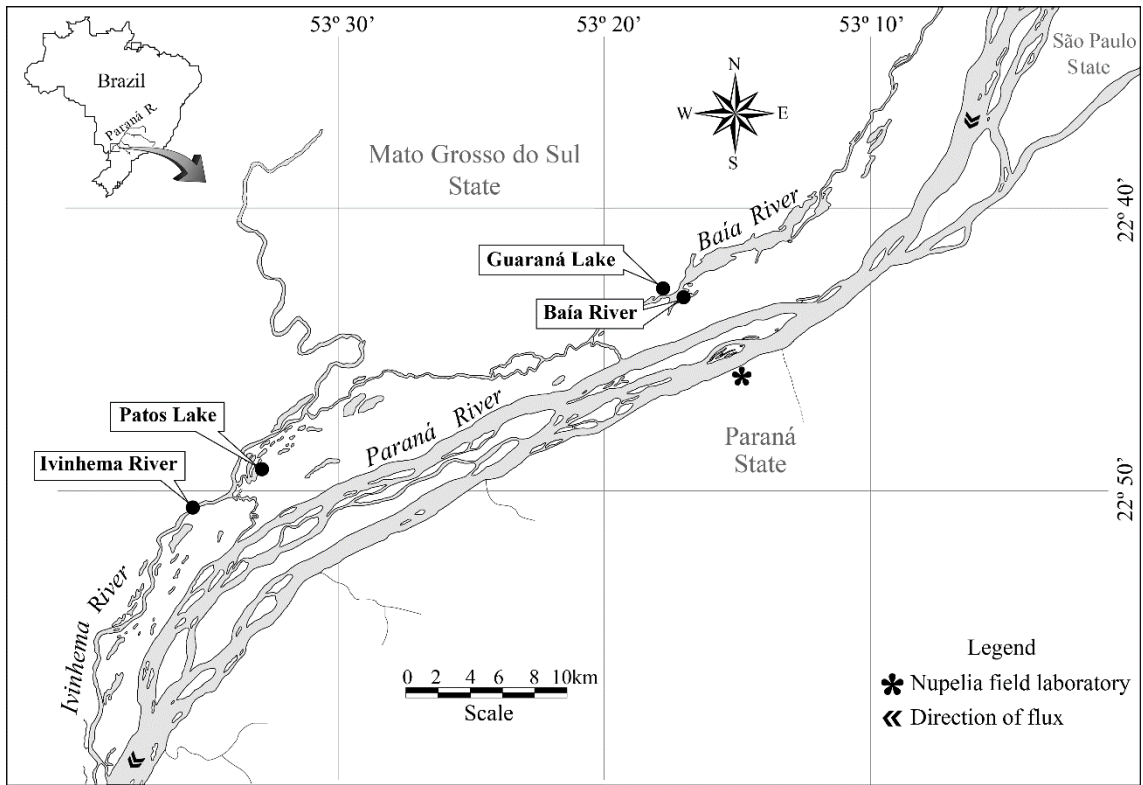 53º 30´
53º 20´
53º 10´
São Paulo
State
Brazil
Paraná R
N
W
E
S
Mato Grosso do Sul
State
22º 40´
Baía River
Guaraná Lake
Baía River
Paraná River
Patos Lake
Paraná
State
Ivinhema River
22º 50´
Ivinhema River
0 2 4 6 8 10km
Scale
Legend
Nupelia field laboratory
Direction of flux